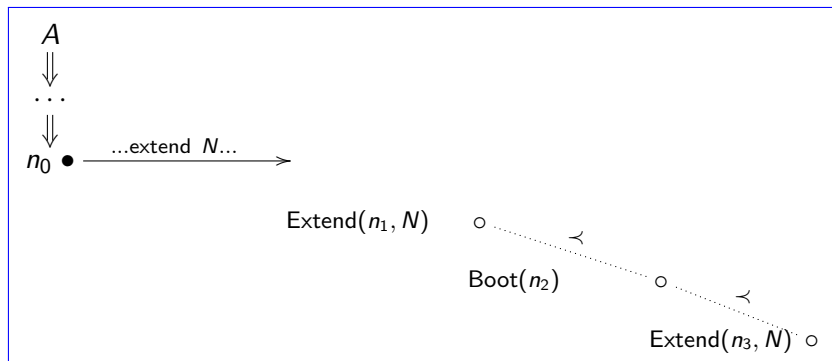 A
...
n₀ ...extend N...
Extend(n₁, N)
≺
Boot(n₂)
≺
Extend(n₃, N)